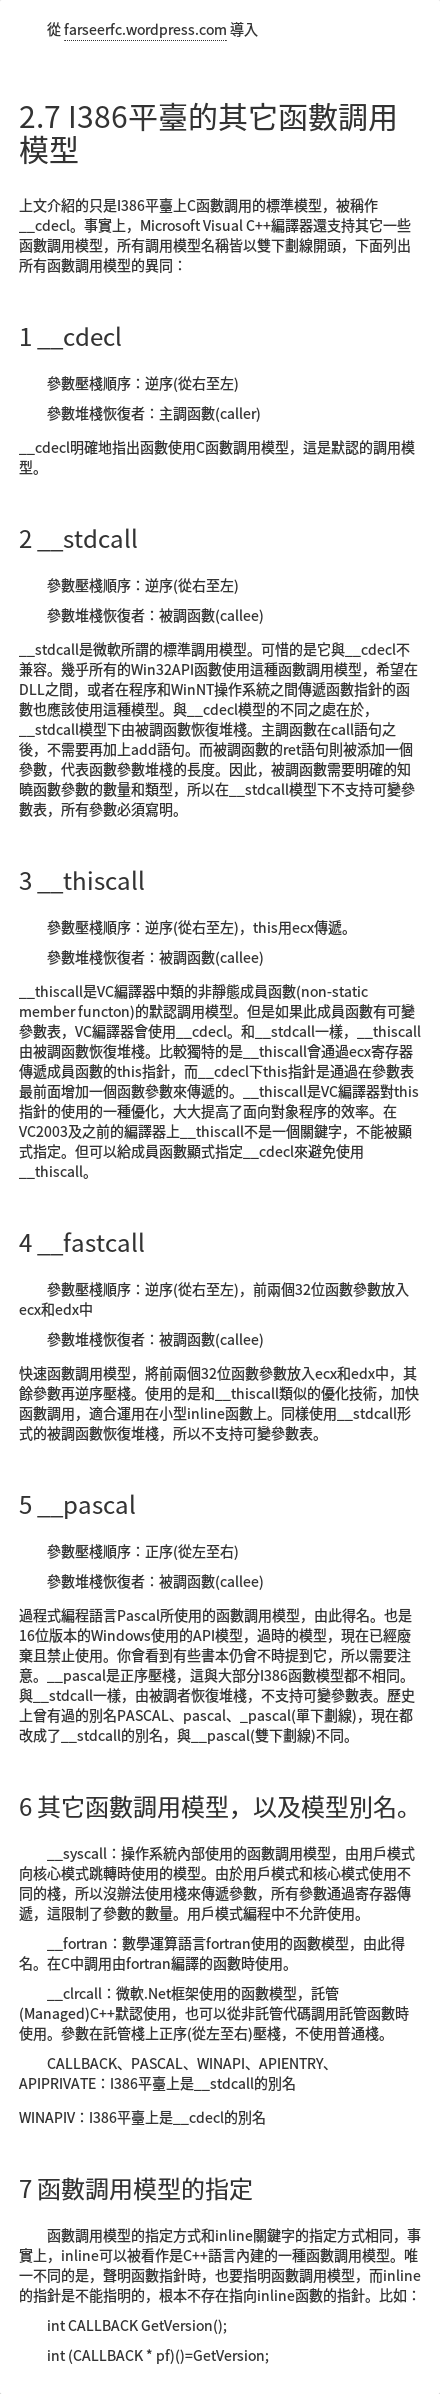 從 farseerfc.wordpress.com 導入
2.7 I386平臺的其它函數調用
模型
上文介紹的只是I386平臺上C函數調用的標準模型，被稱作
__cdecl。事實上，Microsoft Visual C++編譯器還支持其它一些
函數調用模型，所有調用模型名稱皆以雙下劃線開頭，下面列出
所有函數調用模型的異同：
1 __cdecl
參數壓棧順序：逆序(從右至左)
參數堆棧恢復者：主調函數(caller)
__cdecl明確地指出函數使用C函數調用模型，這是默認的調用模
型。
2 __stdcall
參數壓棧順序：逆序(從右至左)
參數堆棧恢復者：被調函數(callee)
__stdcall是微軟所謂的標準調用模型。可惜的是它與__cdecl不
兼容。幾乎所有的Win32API函數使用這種函數調用模型，希望在
DLL之間，或者在程序和WinNT操作系統之間傳遞函數指針的函
數也應該使用這種模型。與__cdecl模型的不同之處在於，
__stdcall模型下由被調函數恢復堆棧。主調函數在call語句之
後，不需要再加上add語句。而被調函數的ret語句則被添加一個
參數，代表函數參數堆棧的長度。因此，被調函數需要明確的知
曉函數參數的數量和類型，所以在__stdcall模型下不支持可變參
數表，所有參數必須寫明。
3 __thiscall
參數壓棧順序：逆序(從右至左)，this用ecx傳遞。
參數堆棧恢復者：被調函數(callee)
__thiscall是VC編譯器中類的非靜態成員函數(non-static
member functon)的默認調用模型。但是如果此成員函數有可變
參數表，VC編譯器會使用__cdecl。和__stdcall一樣，__thiscall
由被調函數恢復堆棧。比較獨特的是__thiscall會通過ecx寄存器
傳遞成員函數的this指針，而__cdecl下this指針是通過在參數表
最前面增加一個函數參數來傳遞的。__thiscall是VC編譯器對this
指針的使用的一種優化，大大提高了面向對象程序的效率。在
VC2003及之前的編譯器上__thiscall不是一個關鍵字，不能被顯
式指定。但可以給成員函數顯式指定__cdecl來避免使用
__thiscall。
4 __fastcall
參數壓棧順序：逆序(從右至左)，前兩個32位函數參數放入
ecx和edx中
參數堆棧恢復者：被調函數(callee)
快速函數調用模型，將前兩個32位函數參數放入ecx和edx中，其
餘參數再逆序壓棧。使用的是和__thiscall類似的優化技術，加快
函數調用，適合運用在小型inline函數上。同樣使用__stdcall形
式的被調函數恢復堆棧，所以不支持可變參數表。
5 __pascal
參數壓棧順序：正序(從左至右)
參數堆棧恢復者：被調函數(callee)
過程式編程語言Pascal所使用的函數調用模型，由此得名。也是
16位版本的Windows使用的API模型，過時的模型，現在已經廢
棄且禁止使用。你會看到有些書本仍會不時提到它，所以需要注
意。__pascal是正序壓棧，這與大部分I386函數模型都不相同。
與__stdcall一樣，由被調者恢復堆棧，不支持可變參數表。歷史
上曾有過的別名PASCAL、pascal、_pascal(單下劃線)，現在都
改成了__stdcall的別名，與__pascal(雙下劃線)不同。
6 其它函數調用模型，以及模型別名。
__syscall：操作系統內部使用的函數調用模型，由用戶模式
向核心模式跳轉時使用的模型。由於用戶模式和核心模式使用不
同的棧，所以沒辦法使用棧來傳遞參數，所有參數通過寄存器傳
遞，這限制了參數的數量。用戶模式編程中不允許使用。
__fortran：數學運算語言fortran使用的函數模型，由此得
名。在C中調用由fortran編譯的函數時使用。
__clrcall：微軟.Net框架使用的函數模型，託管
(Managed)C++默認使用，也可以從非託管代碼調用託管函數時
使用。參數在託管棧上正序(從左至右)壓棧，不使用普通棧。
CALLBACK、PASCAL、WINAPI、APIENTRY、
APIPRIVATE：I386平臺上是__stdcall的別名
WINAPIV：I386平臺上是__cdecl的別名
7 函數調用模型的指定
函數調用模型的指定方式和inline關鍵字的指定方式相同，事
實上，inline可以被看作是C++語言內建的一種函數調用模型。唯
一不同的是，聲明函數指針時，也要指明函數調用模型，而inline
的指針是不能指明的，根本不存在指向inline函數的指針。比如：
int CALLBACK GetVersion();
int (CALLBACK * pf)()=GetVersion;